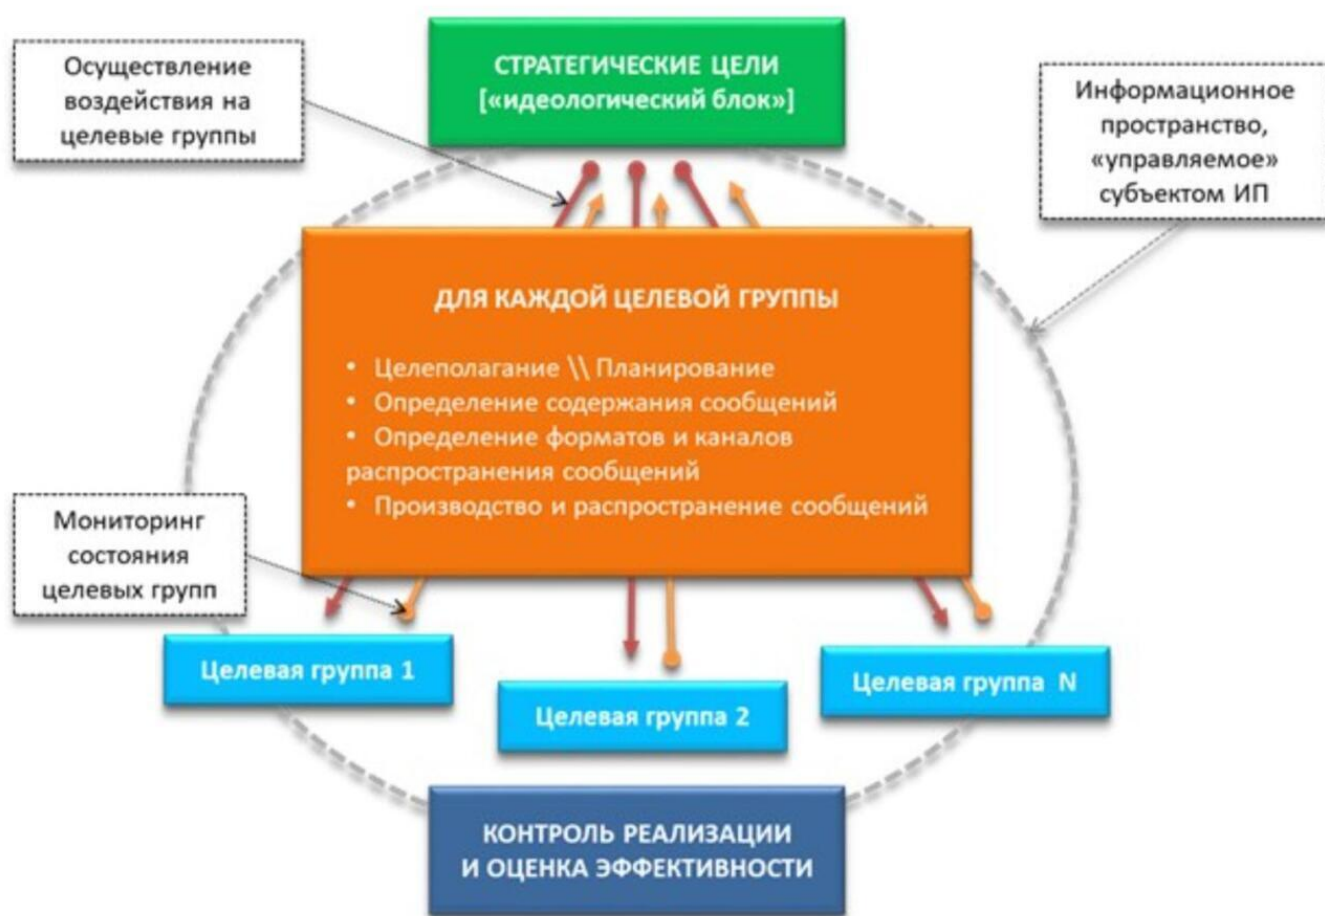 Осуществление
воздействия на
целевые группы
СТРАТЕГИЧЕСКИЕ ЦЕЛИ
[«идеологический блок»]
Информационное
пространство,
«управляемое»
субъектом ИП
ДЛЯ КАЖДОЙ ЦЕЛЕВОЙ ГРУППЫ
• Целеполагание \\ Планирование
• Определение содержания сообщений
• Определение форматов и каналов
распространения сообщений
• Производство и распространение сообщений
Мониторинг
состояния
целевых групп
Целевая группа 1
Целевая группа 2
Целевая группа N
КОНТРОЛЬ РЕАЛИЗАЦИИ
И ОЦЕНКА ЭФФЕКТИВНОСТИ